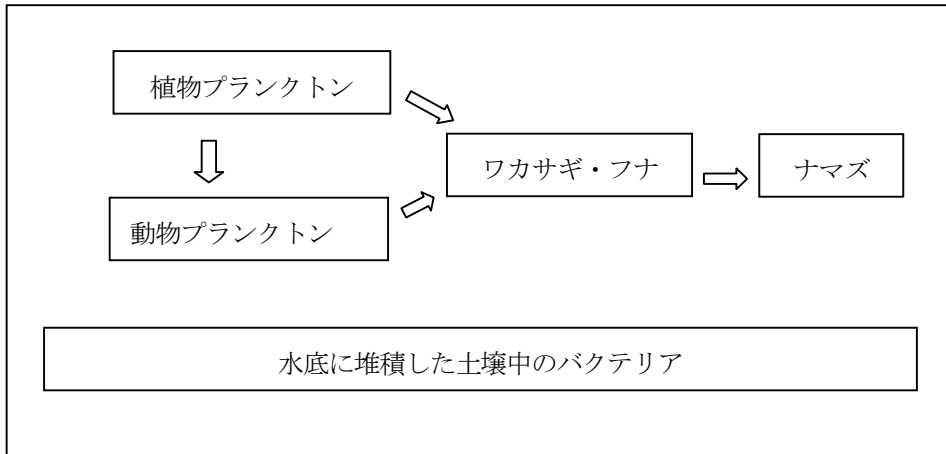 植物プランクトン
ワカサギ・フナ
ナマズ
動物プランクトン
水底に堆積した土壌中のバクテリア